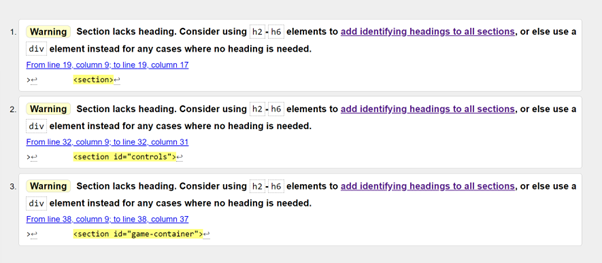 1. Warning Section lacks heading. Consider using h2-h6 elements to add identifying headings to all sections, or else use a
div element instead for any cases where no heading is needed.
From line 19, column 9; to line 19, column 17
>↩ <section>↩
2. Warning Section lacks heading. Consider using h2-h6 elements to add identifying headings to all sections, or else use a
div element instead for any cases where no heading is needed.
From line 32, column 9; to line 32, column 31
>↩ <section id="controls">↩
3. Warning Section lacks heading. Consider using h2-h6 elements to add identifying headings to all sections, or else use a
div element instead for any cases where no heading is needed.
From line 38, column 9; to line 38, column 37
>↩ <section id="game-container">↩